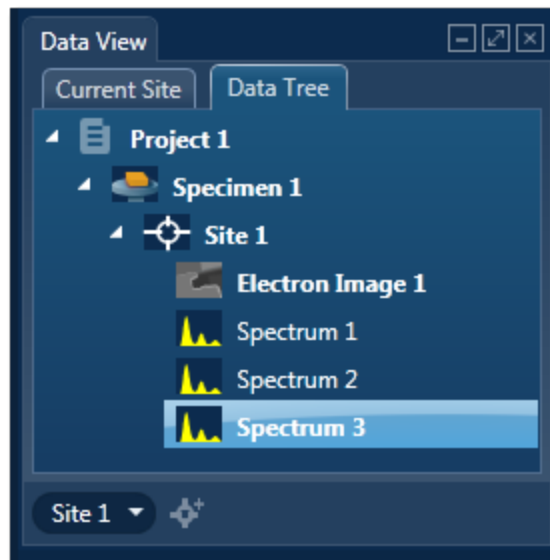 Data View
Current Site Data Tree
Project 1
Specimen 1
Site 1
Electron Image 1
Spectrum 1
Spectrum 2
Spectrum 3
Site 1